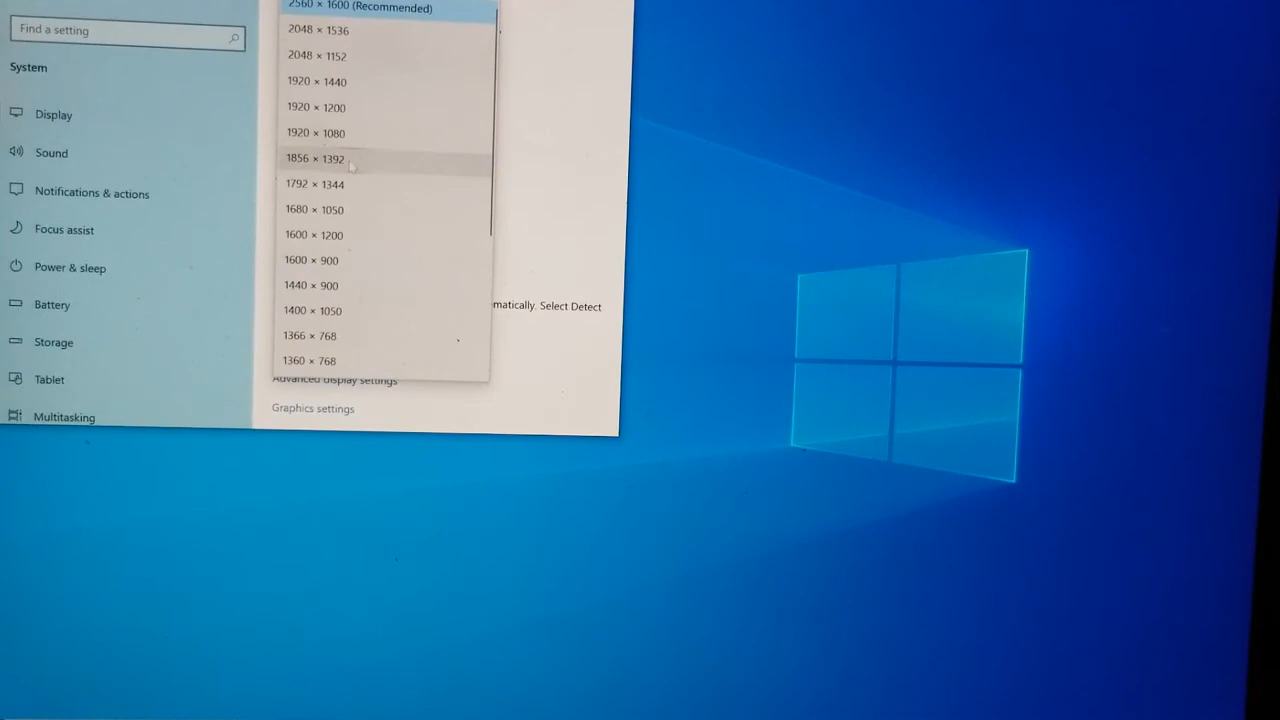 2560 × 1600 (Recommended)
Find a setting
2048 × 1536
2048 × 1152
System
1920 × 1440
1920 × 1200
Display
1920 × 1080
Sound
1856 × 1392
1792 × 1344
Notifications & actions
1680 × 1050
Focus assist
1600 × 1200
1600 × 900
Power & sleep
1440 × 900
Battery
1400 × 1050
matically. Select Detect
1366 × 768
Storage
1360 × 768
Tablet
Advanced display settings
Graphics settings
Multitasking